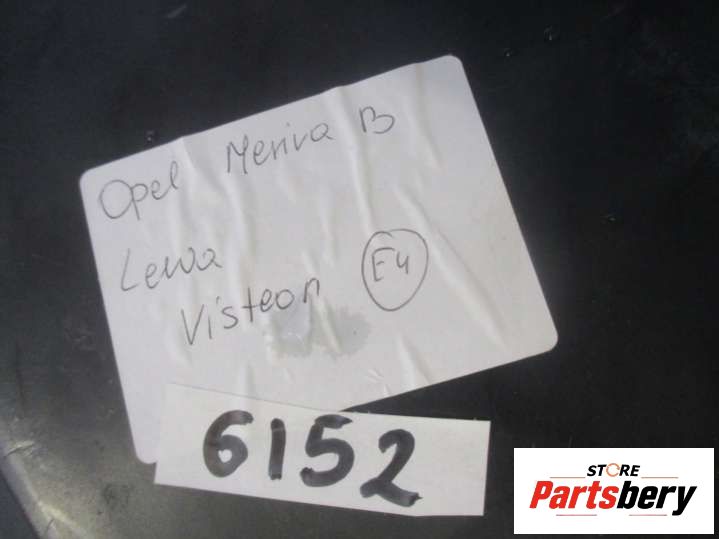 Opel Meriva B
Lewa
Visteon E4
6152
STORE
Partsbery